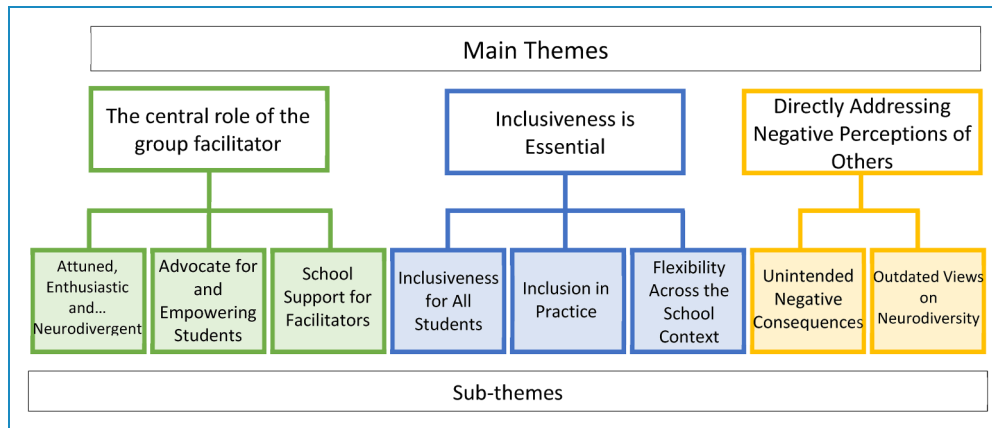 Main Themes
The central role of the
group facilitator
Inclusiveness is
Essential
Directly Addressing
Negative Perceptions of
Others
Attuned,
Enthusiastic
and...
Neurodivergent
Advocate for
and
Empowering
Students
School
Support for
Facilitators
Inclusiveness
for All
Students
Inclusion in
Practice
Flexibility
Across the
School
Context
Unintended
Negative
Consequences
Outdated Views
on
Neurodiversity
Sub-themes